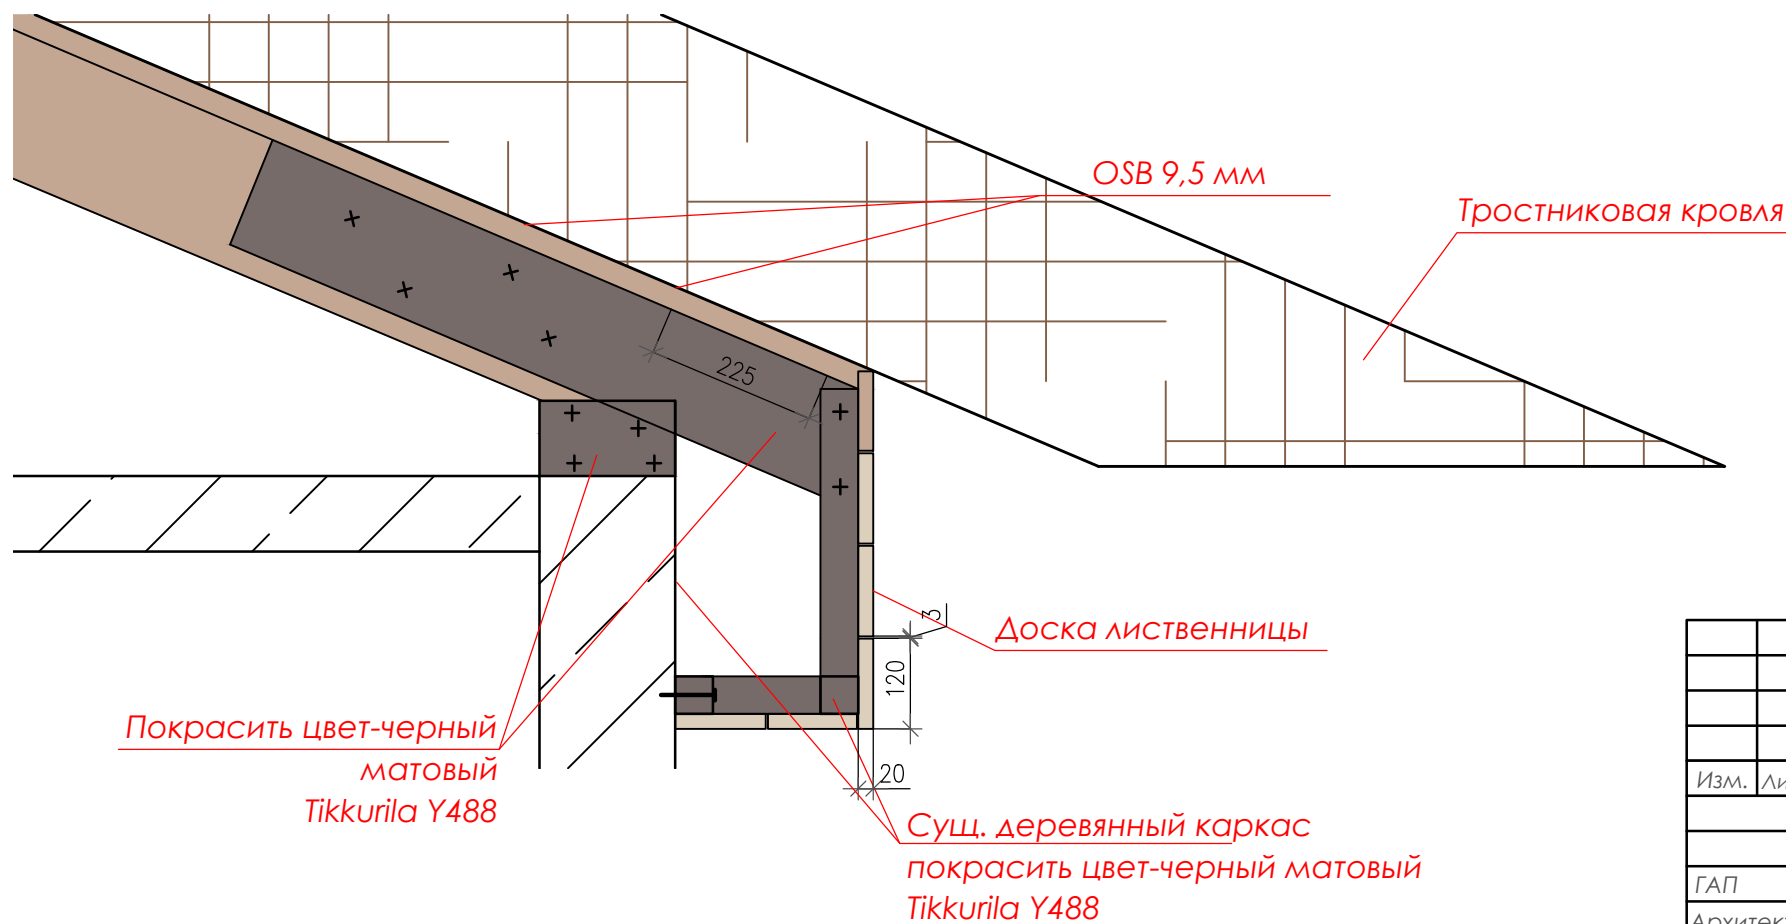 OSB 9,5 мм
Тростниковая кровля
225
3
Доска лиственницы
120
Покрасить цвет-черный
матовый
Tikkurila Y488
20
Сущ. деревянный каркас
покрасить цвет-черный матовый
Tikkurila Y488
Изм.
ГАП